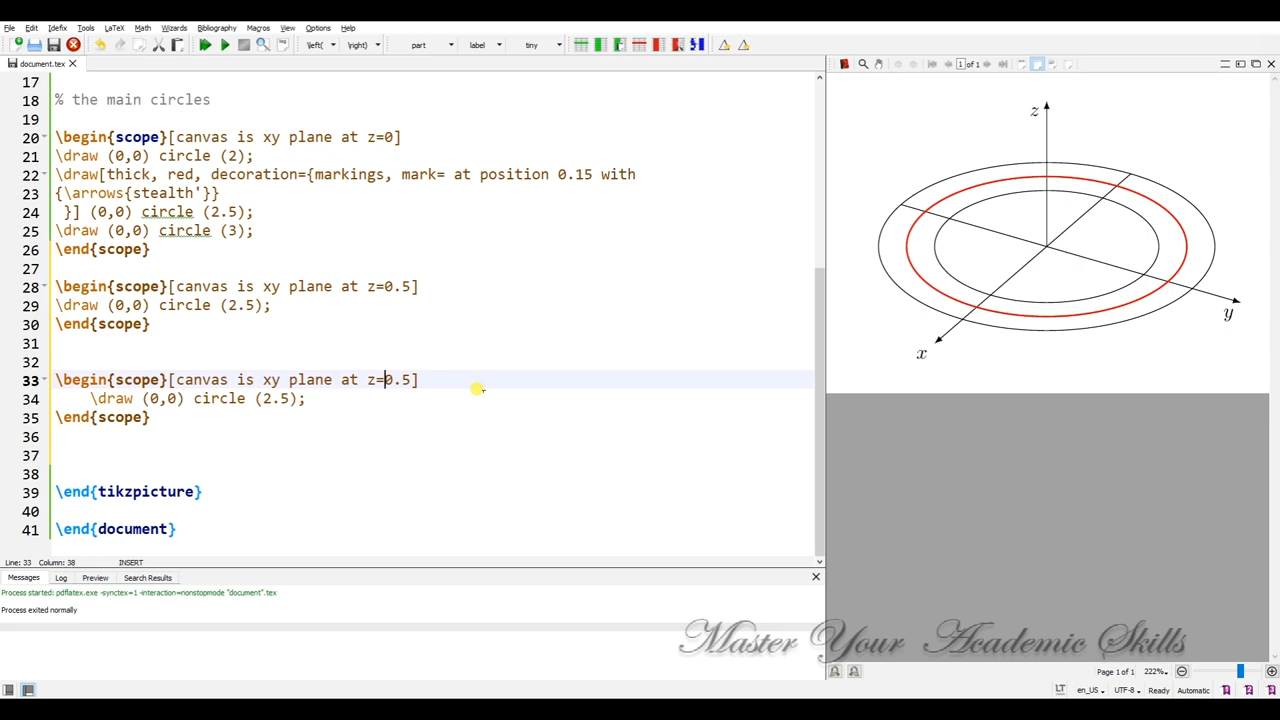 File Edit Idefix Tools LaTeX Math Wizards Bibliography Macros View Options Help
\left( \right) part label tiny
document.tex
1 of 1
17
18 % the main circles
19
20 \begin{scope}[canvas is xy plane at z=0]
21 \draw (0,0) circle (2);
22 \draw[thick, red, decoration={markings, mark= at position 0.15 with
23 {\arrows{stealth'}}
24 }] (0,0) circle (2.5);
25 \draw (0,0) circle (3);
26 \end{scope}
27
28 \begin{scope}[canvas is xy plane at z=0.5]
29 \draw (0,0) circle (2.5);
30 \end{scope}
31
32
33 \begin{scope}[canvas is xy plane at z=0.5]
34 \draw (0,0) circle (2.5);
35 \end{scope}
36
37
38
39 \end{tikzpicture}
40
41 \end{document}
z
y
x
Line: 33 Column: 38 INSERT
Messages Log Preview Search Results
Process started: pdflatex.exe -synctex=1 -interaction=nonstopmode "document".tex
Process exited normally
Master Your Academic Skills
Page 1 of 1 222%
LT en_US UTF-8 Ready Automatic